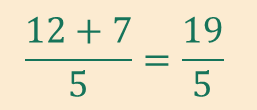 (12 + 7)/5 = 19/5